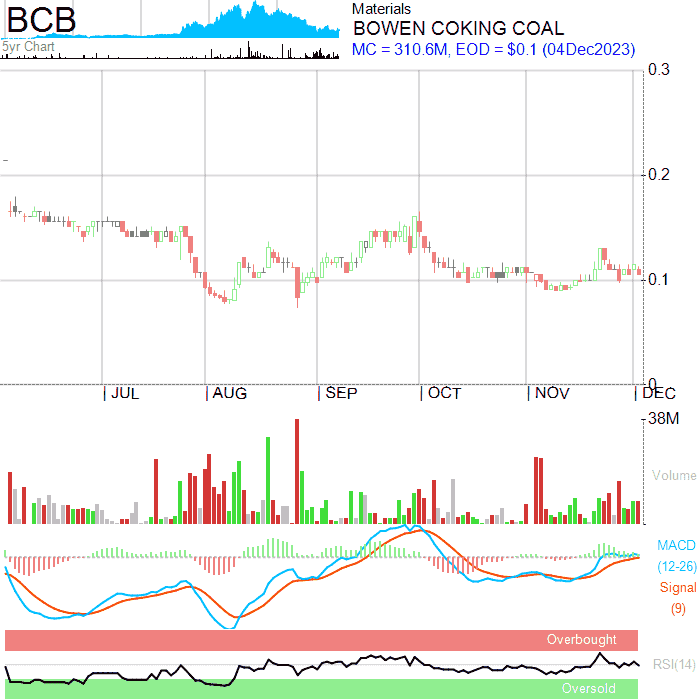 BCB
5yr Chart
Materials
BOWEN COKING COAL
MC = 310.6M, EOD = $0.1 (04Dec2023)
0.3
0.2
0.1
0
JUL AUG SEP OCT NOV DEC
38M
Volume
MACD
(12-26)
Signal
(9)
Overbought
RSI(14)
Oversold